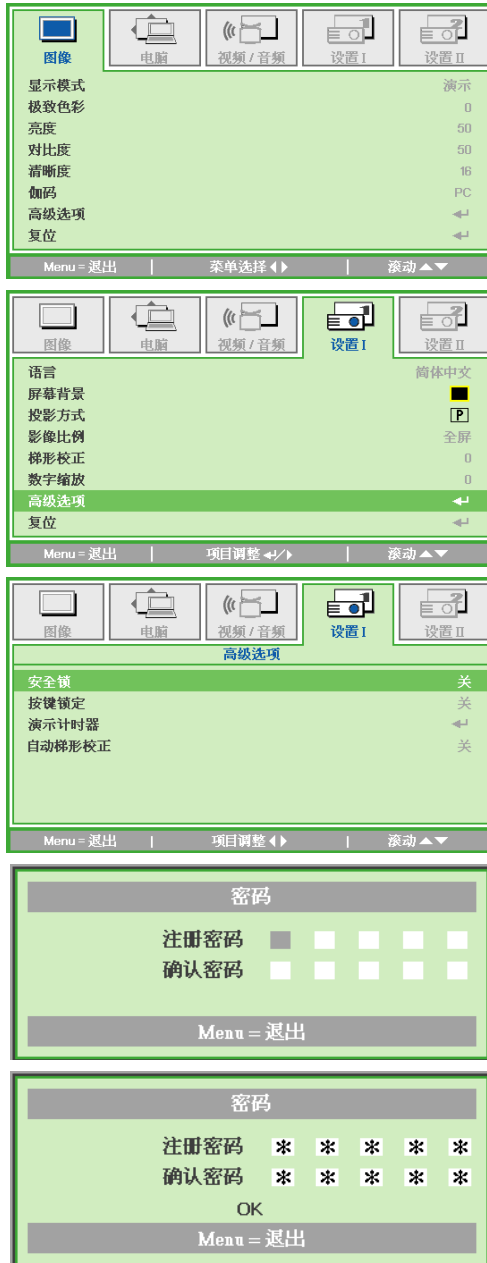 图像 电脑 视频 / 音频 设置 I 设置 II
显示模式 演示
极致色彩 0
亮度 50
对比度 50
清晰度 16
伽码 PC
高级选项
复位
Menu = 退出 | 菜单选择 | 滚动
图像 电脑 视频 / 音频 设置 I 设置 II
语言 简体中文
屏幕背景
投影方式 P
影像比例 全屏
梯形校正 0
数字缩放 0
高级选项
复位
Menu = 退出 | 项目调整 / | 滚动
图像 电脑 视频 / 音频 设置 I 设置 II
高级选项
安全锁 关
按键锁定 关
演示计时器
自动梯形校正 关
Menu = 退出 | 项目调整 | 滚动
密码
注册密码
确认密码
Menu = 退出
密码
注册密码 * * * * *
确认密码 * * * * *
OK
Menu = 退出